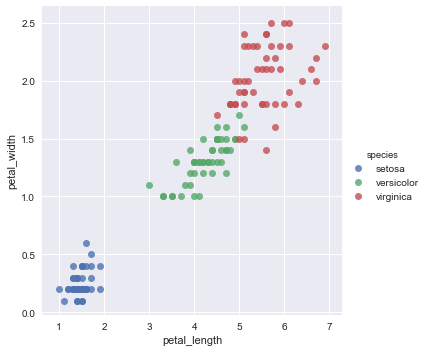 2.5
2.0
1.5
1.0
0.5
0.0
petal_width
1 2 3 4 5 6 7
petal_length
species
setosa
versicolor
virginica